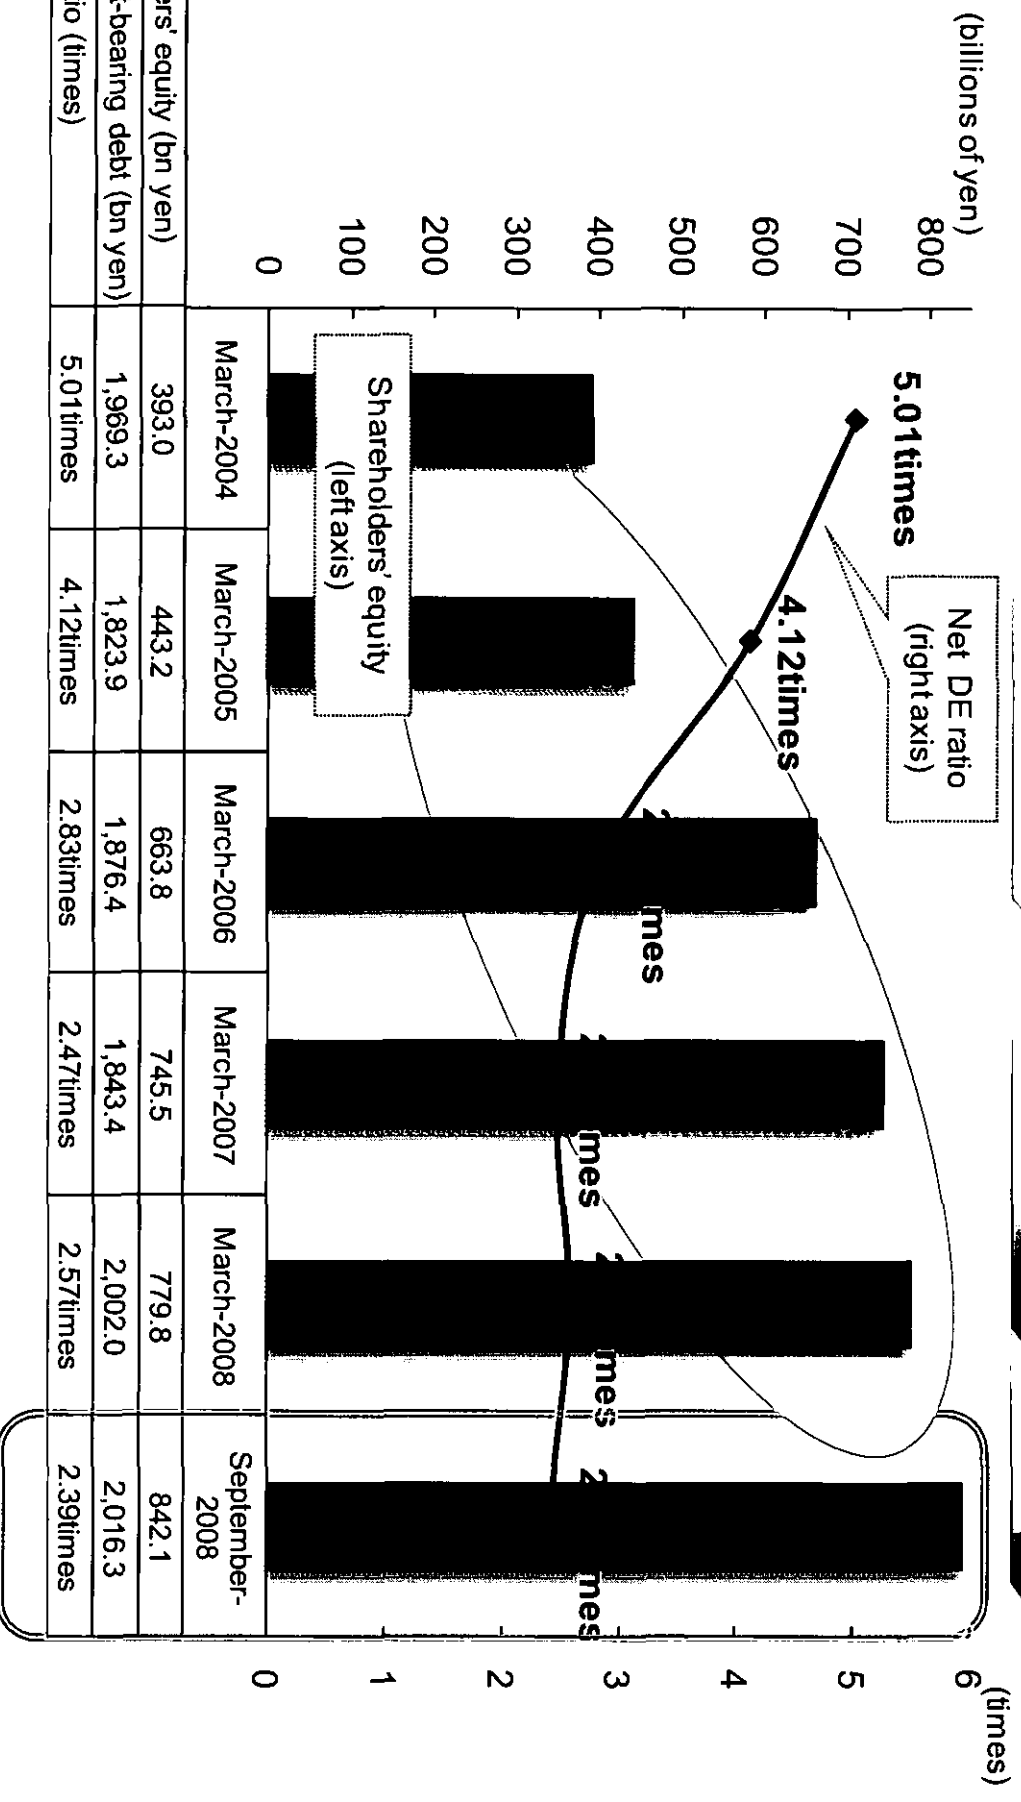 (billions of yen)
800
700
600
500
400
300
200
100
0
5.01times
4.12times
2 mes
2 mes
2 mes
2 mes
Net DE ratio
(right axis)
Shareholders' equity
(left axis)
(times)
6
5
4
3
2
1
0
March-2004 March-2005 March-2006 March-2007 March-2008 September-
2008
ers' equity (bn yen) 393.0 443.2 663.8 745.5 779.8 842.1
t-bearing debt (bn yen) 1,969.3 1,823.9 1,876.4 1,843.4 2,002.0 2,016.3
io (times) 5.01times 4.12times 2.83times 2.47times 2.57times 2.39times